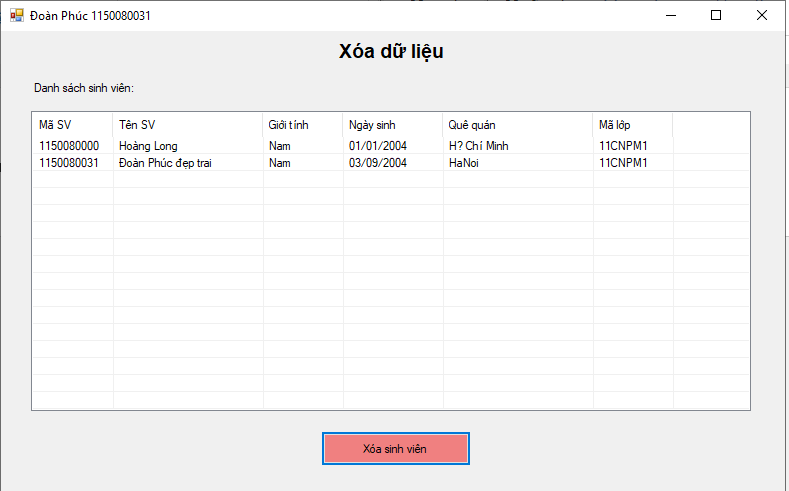 Đoàn Phúc 1150080031
Xóa dữ liệu
Danh sách sinh viên:
Mã SV Tên SV Giới tính Ngày sinh Quê quán Mã lớp
1150080000 Hoàng Long Nam 01/01/2004 H? Chí Minh 11CNPM1
1150080031 Đoàn Phúc đẹp trai Nam 03/09/2004 HaNoi 11CNPM1
Xóa sinh viên